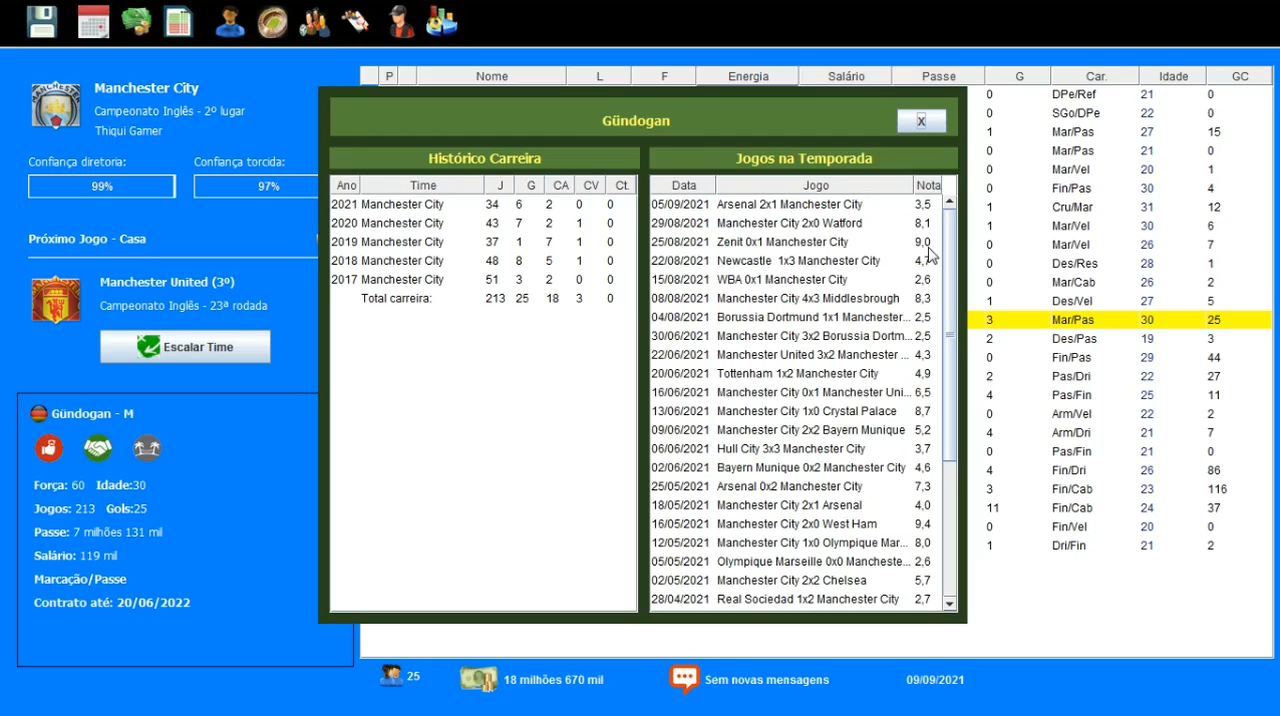 Manchester City
Campeonato Inglês - 2º lugar
Thiqui Gamer
Confiança diretoria: Confiança torcida:
99% 97%
Próximo Jogo - Casa
Manchester United (3º)
Campeonato Inglês - 23ª rodada
Escalar Time
Gündogan - M
Força: 60 Idade:30
Jogos: 213 Gols:25
Passe: 7 milhões 131 mil
Salário: 119 mil
Marcação/Passe
Contrato até: 20/06/2022
P Nome L F Energia Salário Passe G Car. Idade GC
Gündogan X
Histórico Carreira
Ano Time J G CA CV Ct.
2021 Manchester City 34 6 2 0 0
2020 Manchester City 43 7 2 1 0
2019 Manchester City 37 1 7 1 0
2018 Manchester City 48 8 5 1 0
2017 Manchester City 51 3 2 0 0
Total carreira: 213 25 18 3 0
Jogos na Temporada
Data Jogo Nota
05/09/2021 Arsenal 2x1 Manchester City 3,5
29/08/2021 Manchester City 2x0 Watford 8,1
25/08/2021 Zenit 0x1 Manchester City 9,0
22/08/2021 Newcastle 1x3 Manchester City 4,7
15/08/2021 WBA 0x1 Manchester City 2,6
08/08/2021 Manchester City 4x3 Middlesbrough 8,3
04/08/2021 Borussia Dortmund 1x1 Manchester... 2,5
30/06/2021 Manchester City 3x2 Borussia Dortm... 2,5
22/06/2021 Manchester United 3x2 Manchester ... 4,3
20/06/2021 Tottenham 1x2 Manchester City 4,9
16/06/2021 Manchester City 0x1 Manchester Uni... 6,5
13/06/2021 Manchester City 1x0 Crystal Palace 8,7
09/06/2021 Manchester City 2x2 Bayern Munique 5,2
06/06/2021 Hull City 3x3 Manchester City 3,7
02/06/2021 Bayern Munique 0x2 Manchester City 4,6
25/05/2021 Arsenal 0x2 Manchester City 7,3
18/05/2021 Manchester City 2x1 Arsenal 4,0
16/05/2021 Manchester City 2x0 West Ham 9,4
12/05/2021 Manchester City 1x0 Olympique Mar... 8,0
05/05/2021 Olympique Marseille 0x0 Mancheste... 2,6
02/05/2021 Manchester City 2x2 Chelsea 5,7
28/04/2021 Real Sociedad 1x2 Manchester City 2,7
0 DPe/Ref 21 0
0 SGo/DPe 22 0
1 Mar/Pas 27 15
0 Mar/Pas 21 0
0 Mar/Vel 20 1
0 Fin/Pas 30 4
1 Cru/Mar 31 12
1 Mar/Vel 30 6
0 Mar/Vel 26 7
0 Des/Res 28 1
0 Mar/Cab 26 2
1 Des/Vel 27 5
3 Mar/Pas 30 25
2 Des/Pas 19 3
0 Fin/Pas 29 44
2 Pas/Dri 22 27
4 Pas/Fin 25 11
0 Arm/Vel 22 2
4 Arm/Dri 21 7
0 Pas/Fin 21 0
4 Fin/Dri 26 86
3 Fin/Cab 23 116
11 Fin/Cab 24 37
0 Fin/Vel 20 0
1 Dri/Fin 21 2
25 18 milhões 670 mil Sem novas mensagens 09/09/2021